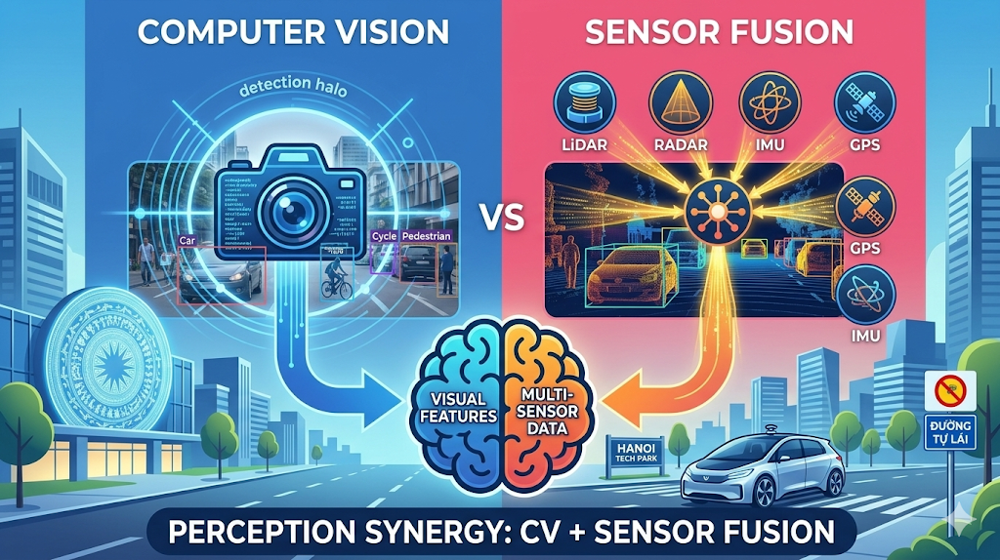 COMPUTER VISION
SENSOR FUSION
detection halo
LiDAR
RADAR
IMU
GPS
VS
Car
Cycle
Pedestrian
GPS
IMU
VISUAL
FEATURES
MULTI-
SENSOR
DATA
HANOI
TECH PARK
ĐƯỜNG
TỰ LÁI
PERCEPTION SYNERGY: CV + SENSOR FUSION